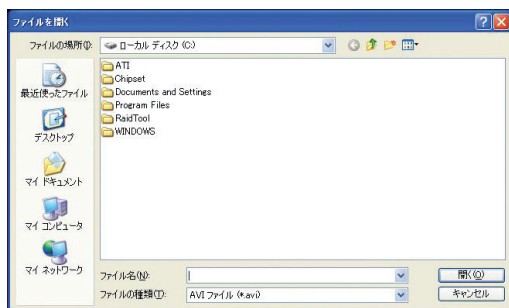 ファイルを開く
ファイルの場所(I):
ローカル ディスク (C:)
最近使ったファイル
デスクトップ
マイ ドキュメント
マイ コンピュータ
マイ ネットワーク
ATI
Chipset
Documents and Settings
Program Files
RaidTool
WINDOWS
ファイル名(N):
開く(O)
ファイルの種類(T):
AVI ファイル (*.avi)
キャンセル